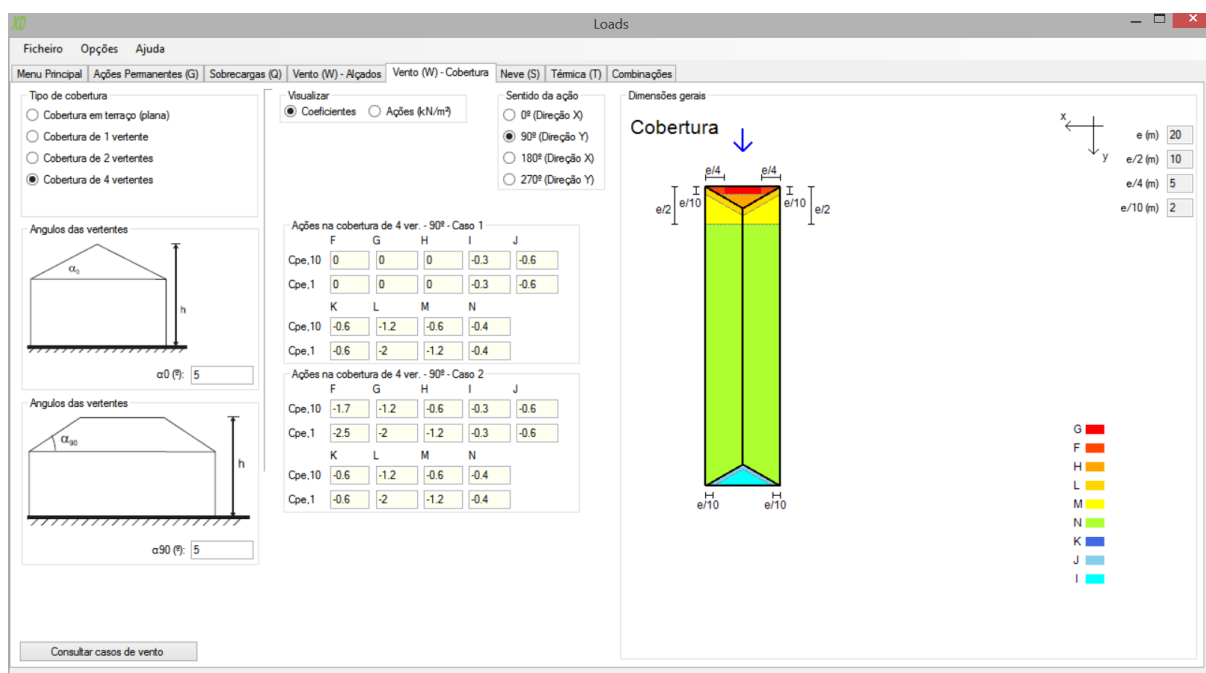 XD
Loads
Ficheiro Opções Ajuda
Menu Principal Ações Permanentes (G) Sobrecargas (Q) Vento (W) - Alçados Vento (W) - Cobertura Neve (S) Térmica (T) Combinações
Tipo de cobertura
Cobertura em terraço (plana)
Cobertura de 1 vertente
Cobertura de 2 vertentes
Cobertura de 4 vertentes
Angulos das vertentes
α0
h
α0 (º): 5
Angulos das vertentes
α90
h
α90 (º): 5
Consultar casos de vento
Visualizar
Coeficientes Ações (kN/m²)
Sentido da ação
0º (Direção X)
90º (Direção Y)
180º (Direção X)
270º (Direção Y)
Ações na cobertura de 4 ver. - 90º - Caso 1
F G H I J
Cpe,10 0 0 0 -0.3 -0.6
Cpe,1 0 0 0 -0.3 -0.6
K L M N
Cpe,10 -0.6 -1.2 -0.6 -0.4
Cpe,1 -0.6 -2 -1.2 -0.4
Ações na cobertura de 4 ver. - 90º - Caso 2
F G H I J
Cpe,10 -1.7 -1.2 -0.6 -0.3 -0.6
Cpe,1 -2.5 -2 -1.2 -0.3 -0.6
K L M N
Cpe,10 -0.6 -1.2 -0.6 -0.4
Cpe,1 -0.6 -2 -1.2 -0.4
Dimensões gerais
Cobertura
x
y
e (m) 20
e/2 (m) 10
e/4 (m) 5
e/10 (m) 2
e/4 e/4
e/2 e/10 e/10 e/2
e/10 e/10
G
F
H
L
M
N
K
J
I